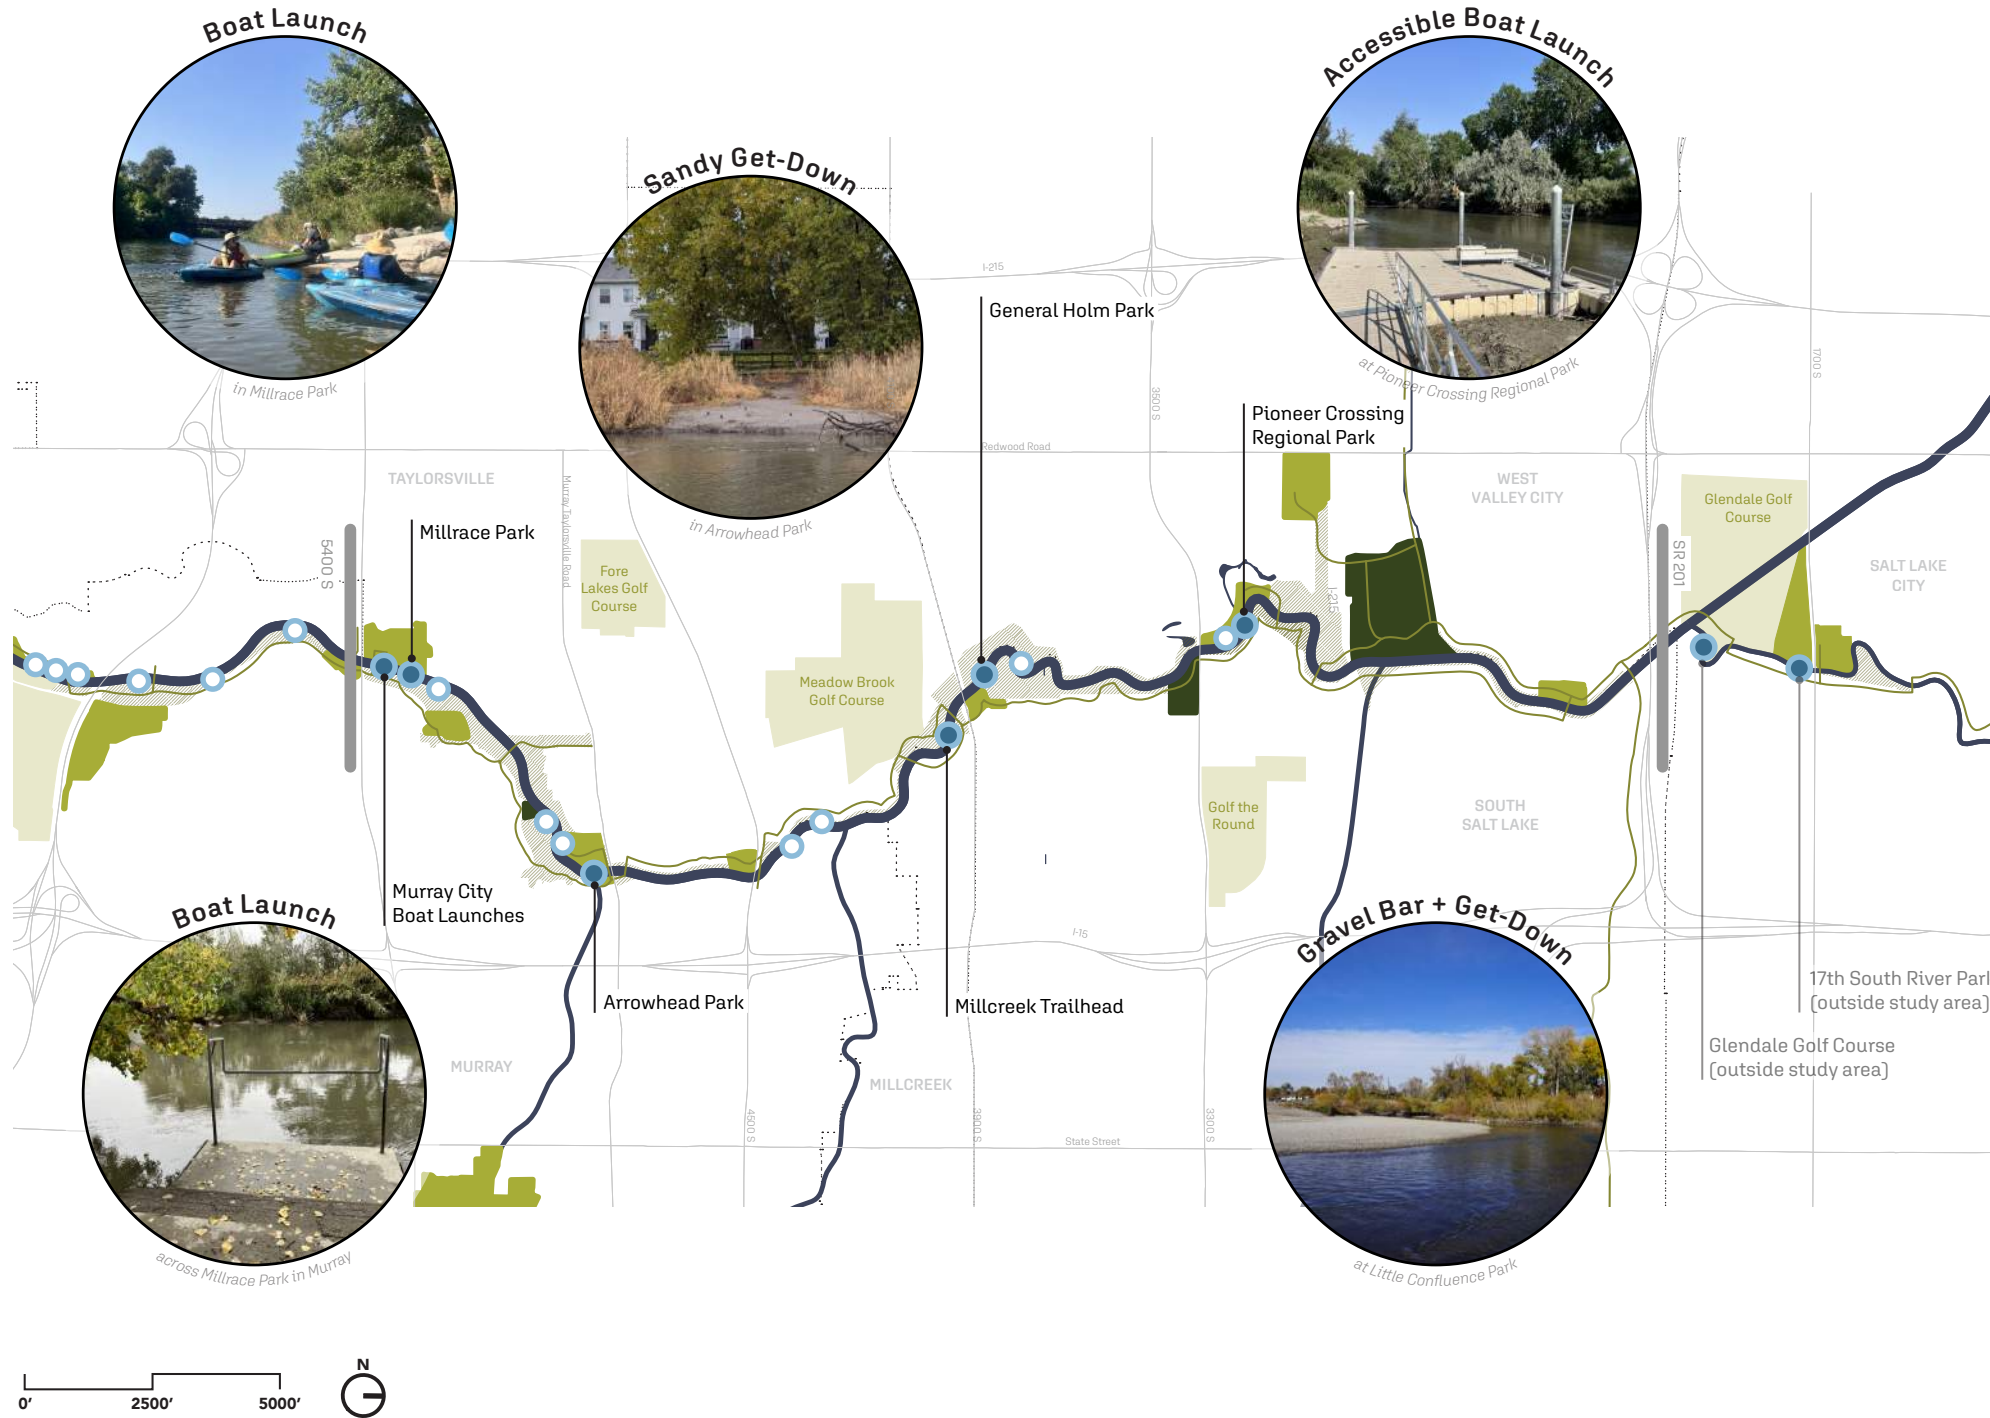 Boat Launch
in Millrace Park
Sandy Get-Down
in Arrowhead Park
Accessible Boat Launch
at Pioneer Crossing Regional Park
I-215
General Holm Park
3500 S
1700 S
Pioneer Crossing
Regional Park
Redwood Road
TAYLORSVILLE
Murray Taylorsville Road
WEST
VALLEY CITY
Glendale Golf
Course
Millrace Park
5400 S
Fore
Lakes Golf
Course
SR 201
SALT LAKE
CITY
I-215
Meadow Brook
Golf Course
Golf the
Round
SOUTH
SALT LAKE
Murray City
Boat Launches
Boat Launch
across Millrace Park in Murray
Gravel Bar + Get-Down
at Little Confluence Park
I-15
Arrowhead Park
Millcreek Trailhead
17th South River Parl
(outside study area)
Glendale Golf Course
(outside study area)
MURRAY
MILLCREEK
4500 S
3900 S
3300 S
State Street
N
0' 2500' 5000'